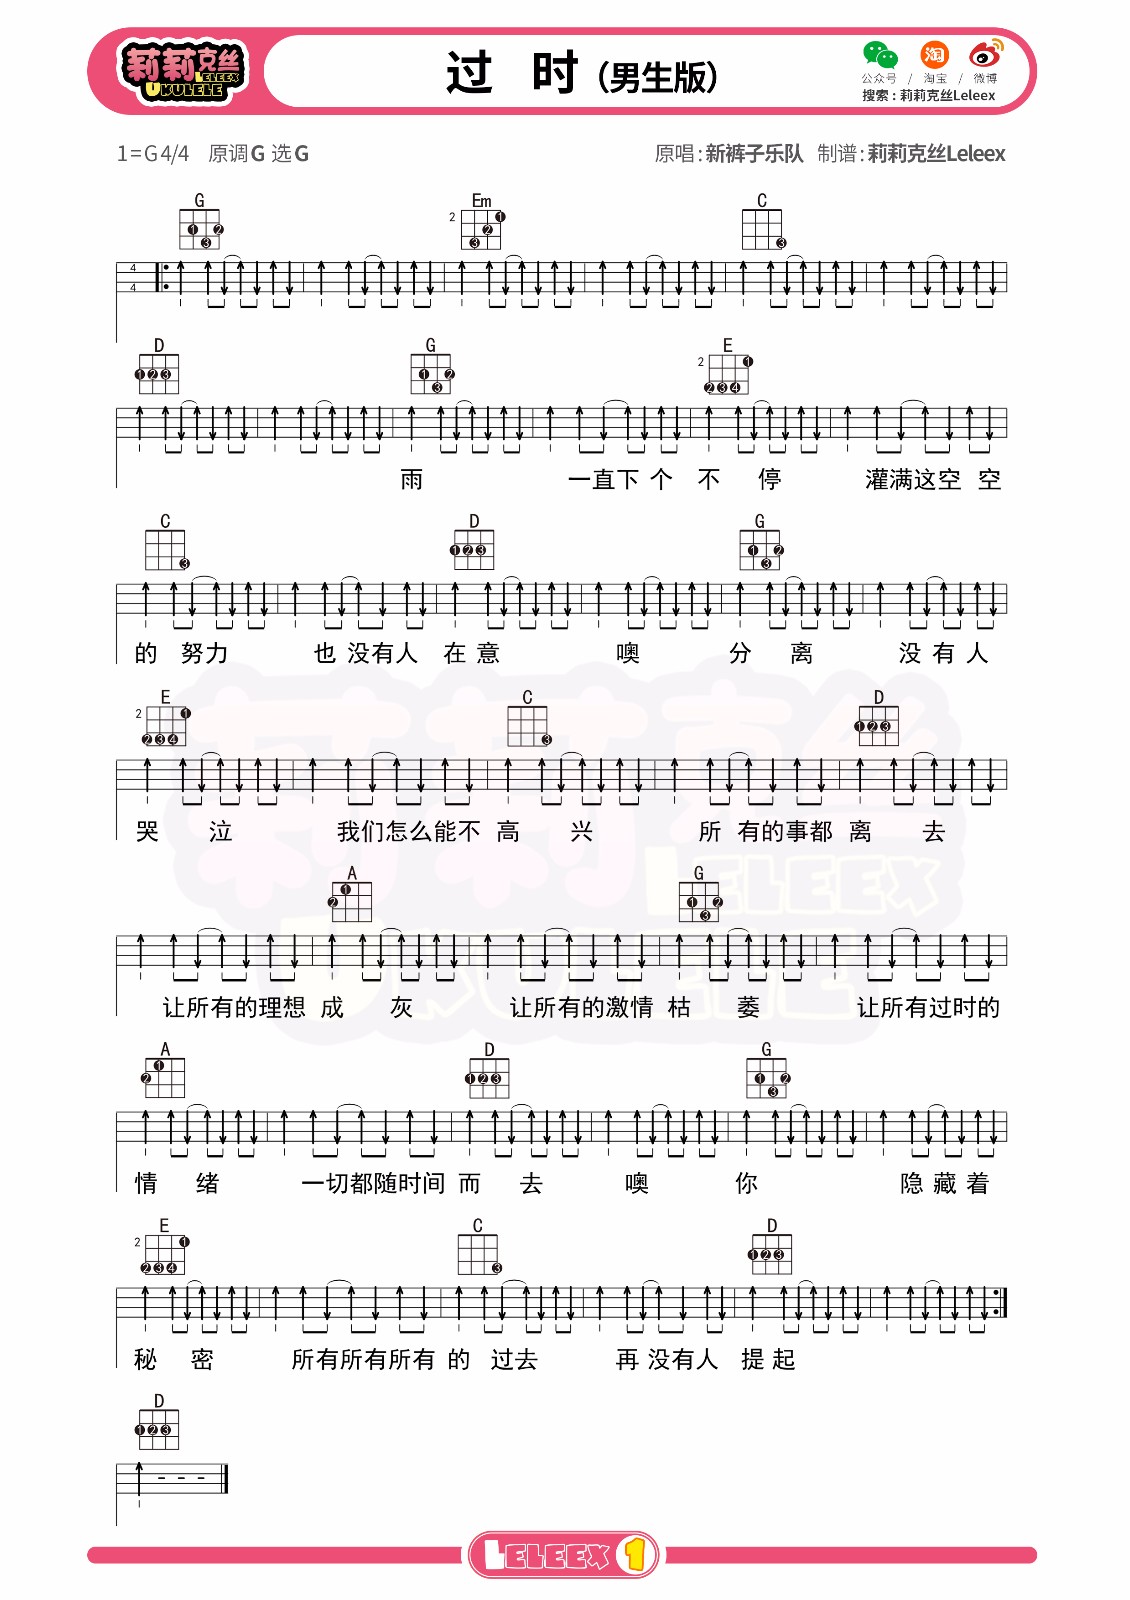 莉莉克丝
LELEEX
UKULELE
过 时 (男生版)
公众号 / 淘宝 / 微博
搜索:莉莉克丝Leleex
1=G 4/4 原调G 选G
原唱:新裤子乐队 制谱:莉莉克丝Leleex
G Em C
4
4
D G E
雨 一直下 个 不 停 灌满这空 空
C D G
的 努力 也 没有人 在 意 噢 分 离 没 有 人
E C D
哭 泣 我们怎么能不 高 兴 所 有的事都 离 去
A G
让所有的理想 成 灰 让所有的激情 枯 萎 让所有过时的
A D G
情 绪 一切都随时间 而 去 噢 你 隐 藏 着
E C D
秘 密 所有所有所有 的 过去 再 没有人 提 起
D
LELEEX 1